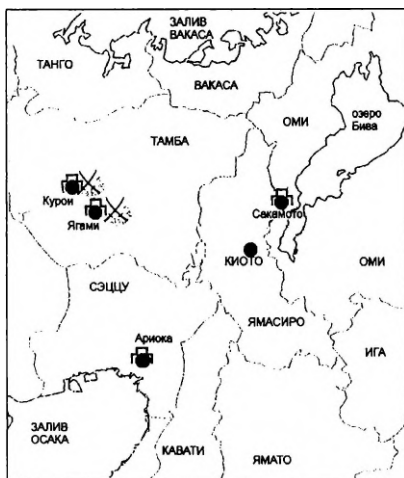 ЗАЛИВ
ВАКАСА
ТАНГО
ВАКАСА
ОМИ
озеро
Бива
ТАМБА
Курои
Ягами
Сакамото
КИОТО
ОМИ
СЭЦЦУ
ЯМАСИРО
Ариока
ИГА
ЗАЛИВ
ОСАКА
КАВАТИ
ЯМАТО